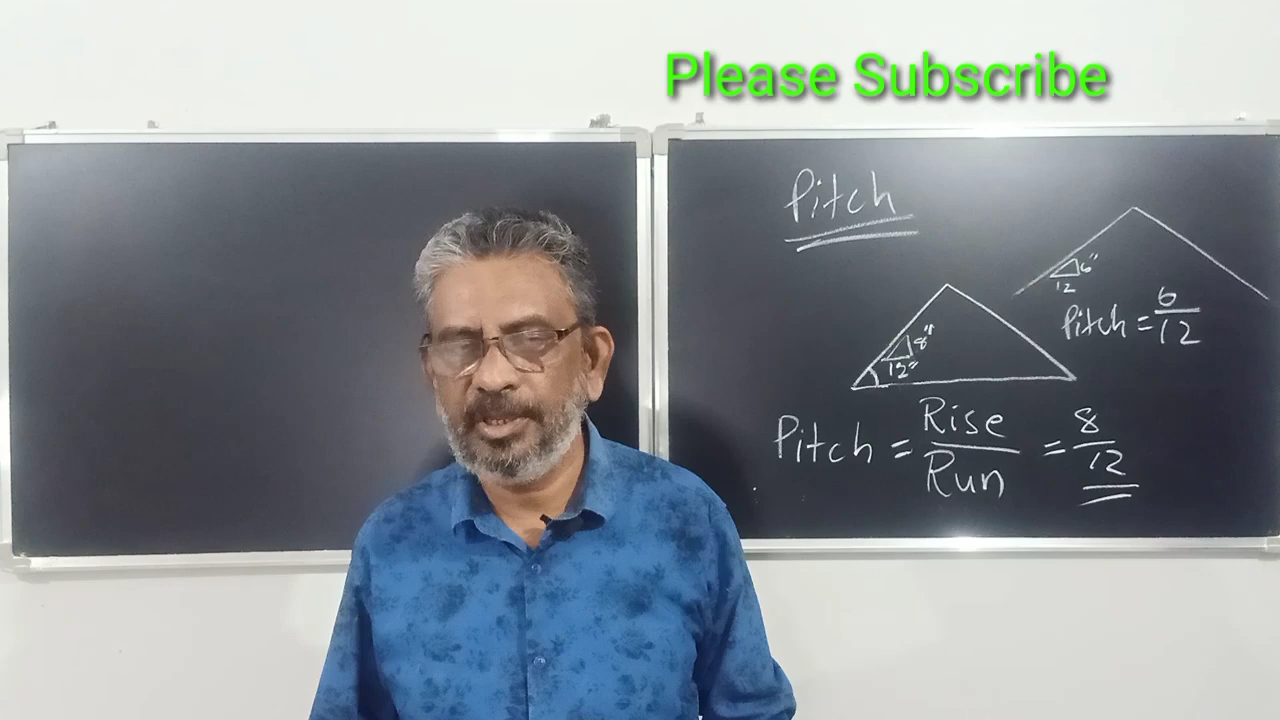 Please Subscribe
Pitch
6"
12
Pitch = 6/12
8"
12"
Pitch = Rise/Run = 8/12